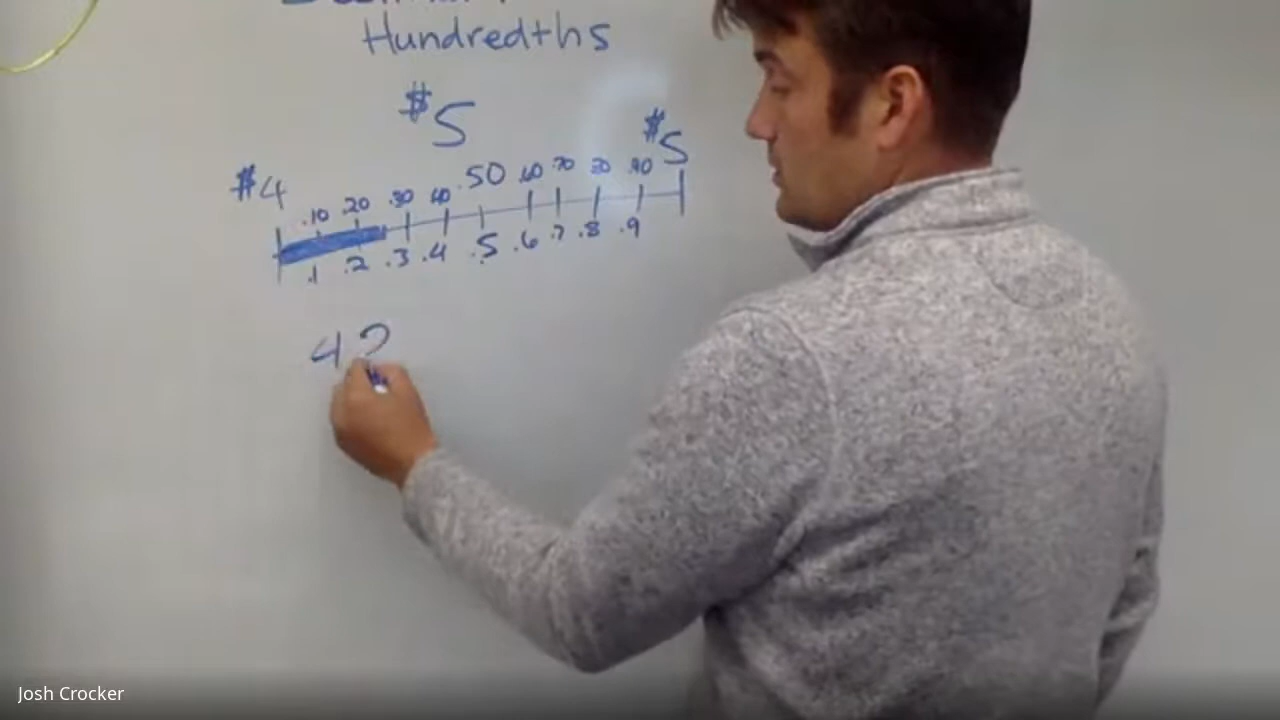 Hundredths
$5
$4 .10 .20 .30 .40 .50 .60 .70 .80 .90 $5
.1 .2 .3 .4 .5 .6 .7 .8 .9
42
Josh Crocker